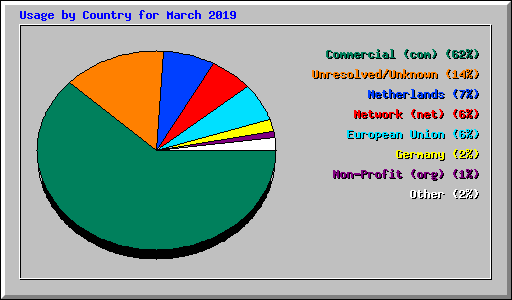 Usage by Country for March 2019
Commercial (com) (62%)
Unresolved/Unknown (14%)
Netherlands (7%)
Network (net) (6%)
European Union (6%)
Germany (2%)
Non-Profit (org) (1%)
Other (2%)